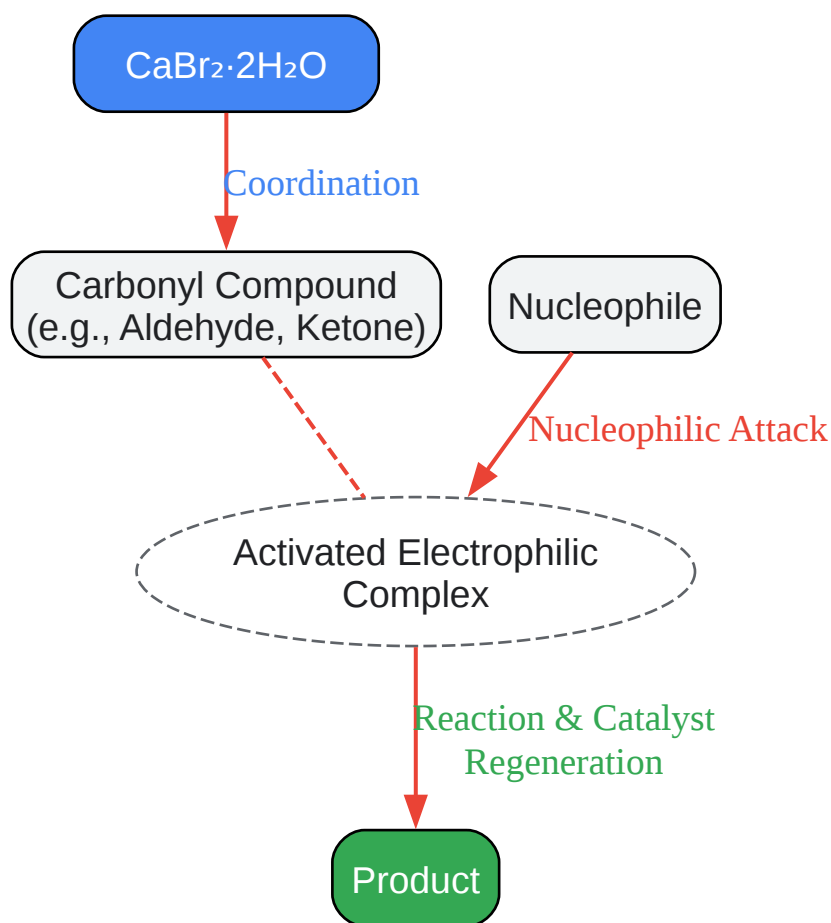 CaBr₂·2H₂O
Coordination
Carbonyl Compound
(e.g., Aldehyde, Ketone)
Nucleophile
Nucleophilic Attack
Activated Electrophilic
Complex
Reaction & Catalyst
Regeneration
Product